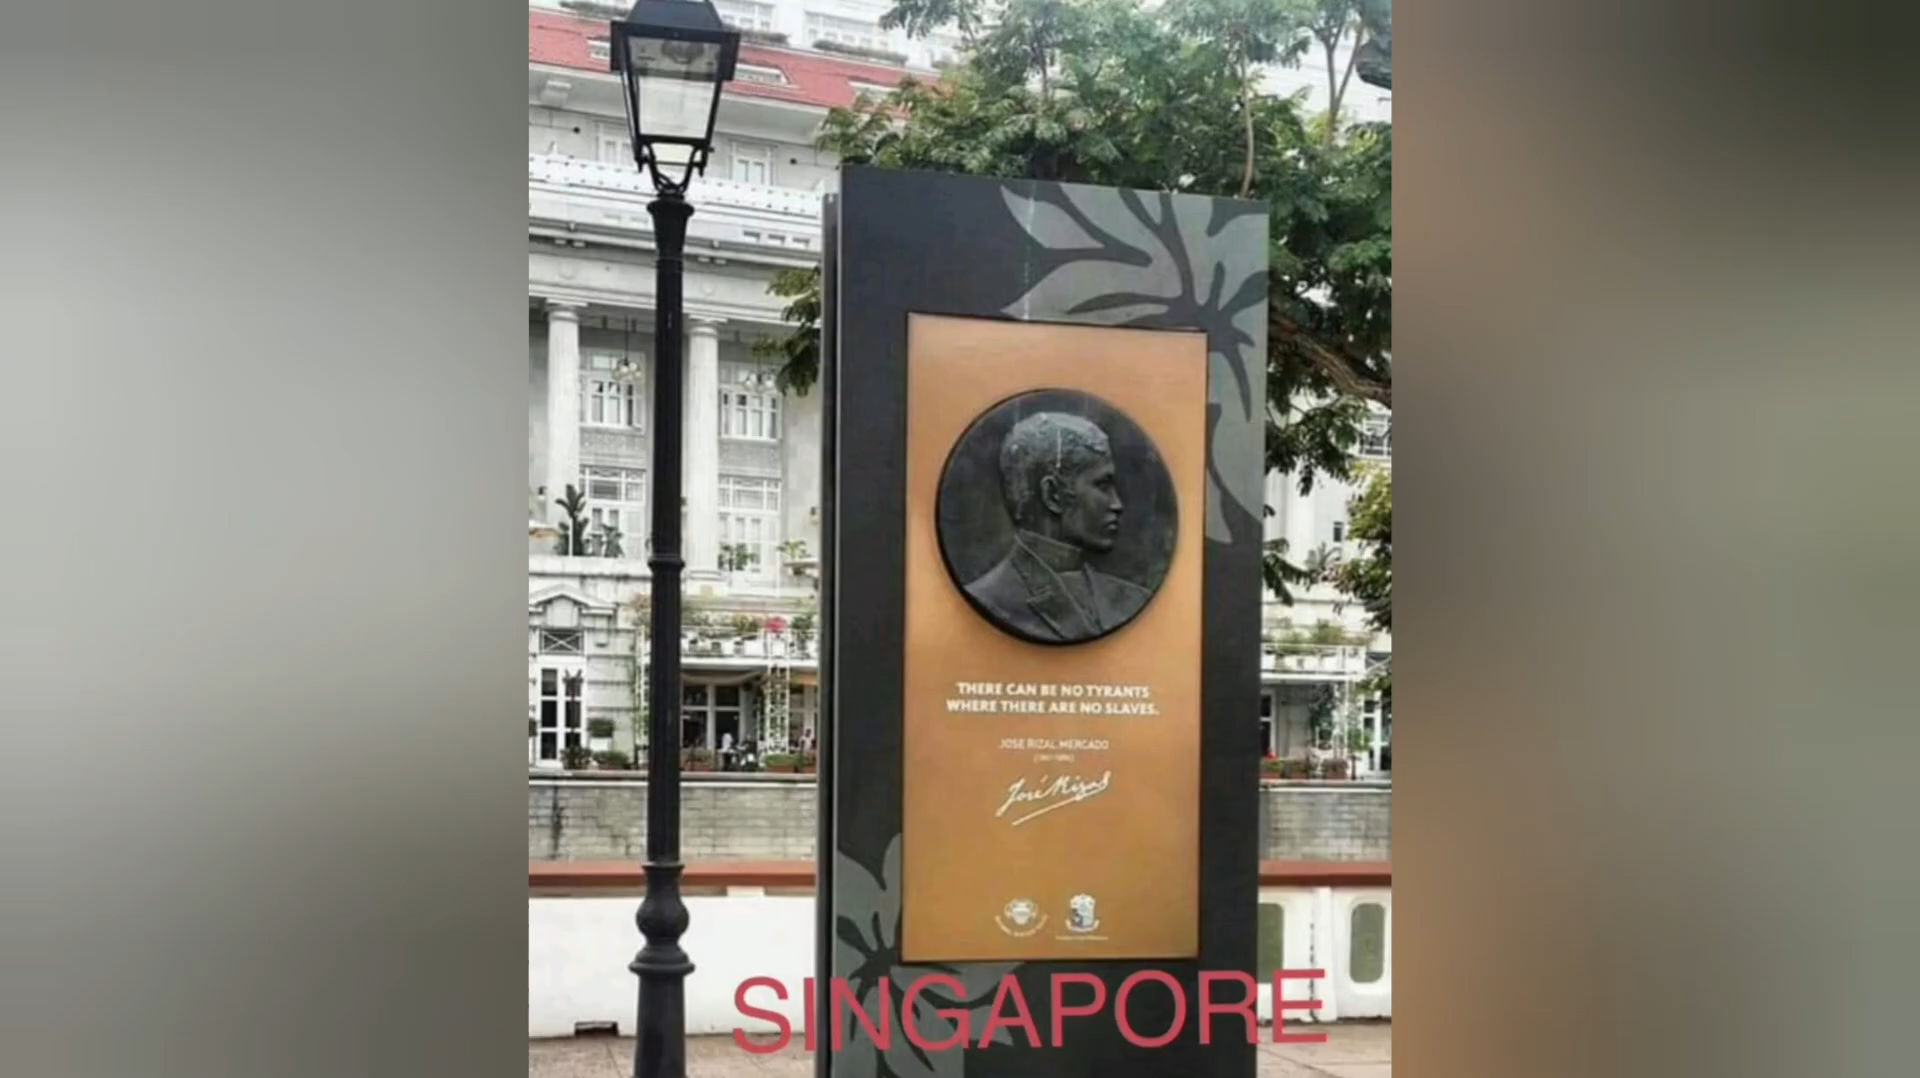 THERE CAN BE NO TYRANTS
WHERE THERE ARE NO SLAVES.
JOSE RIZAL MERCADO
José Rizal
SINGAPORE